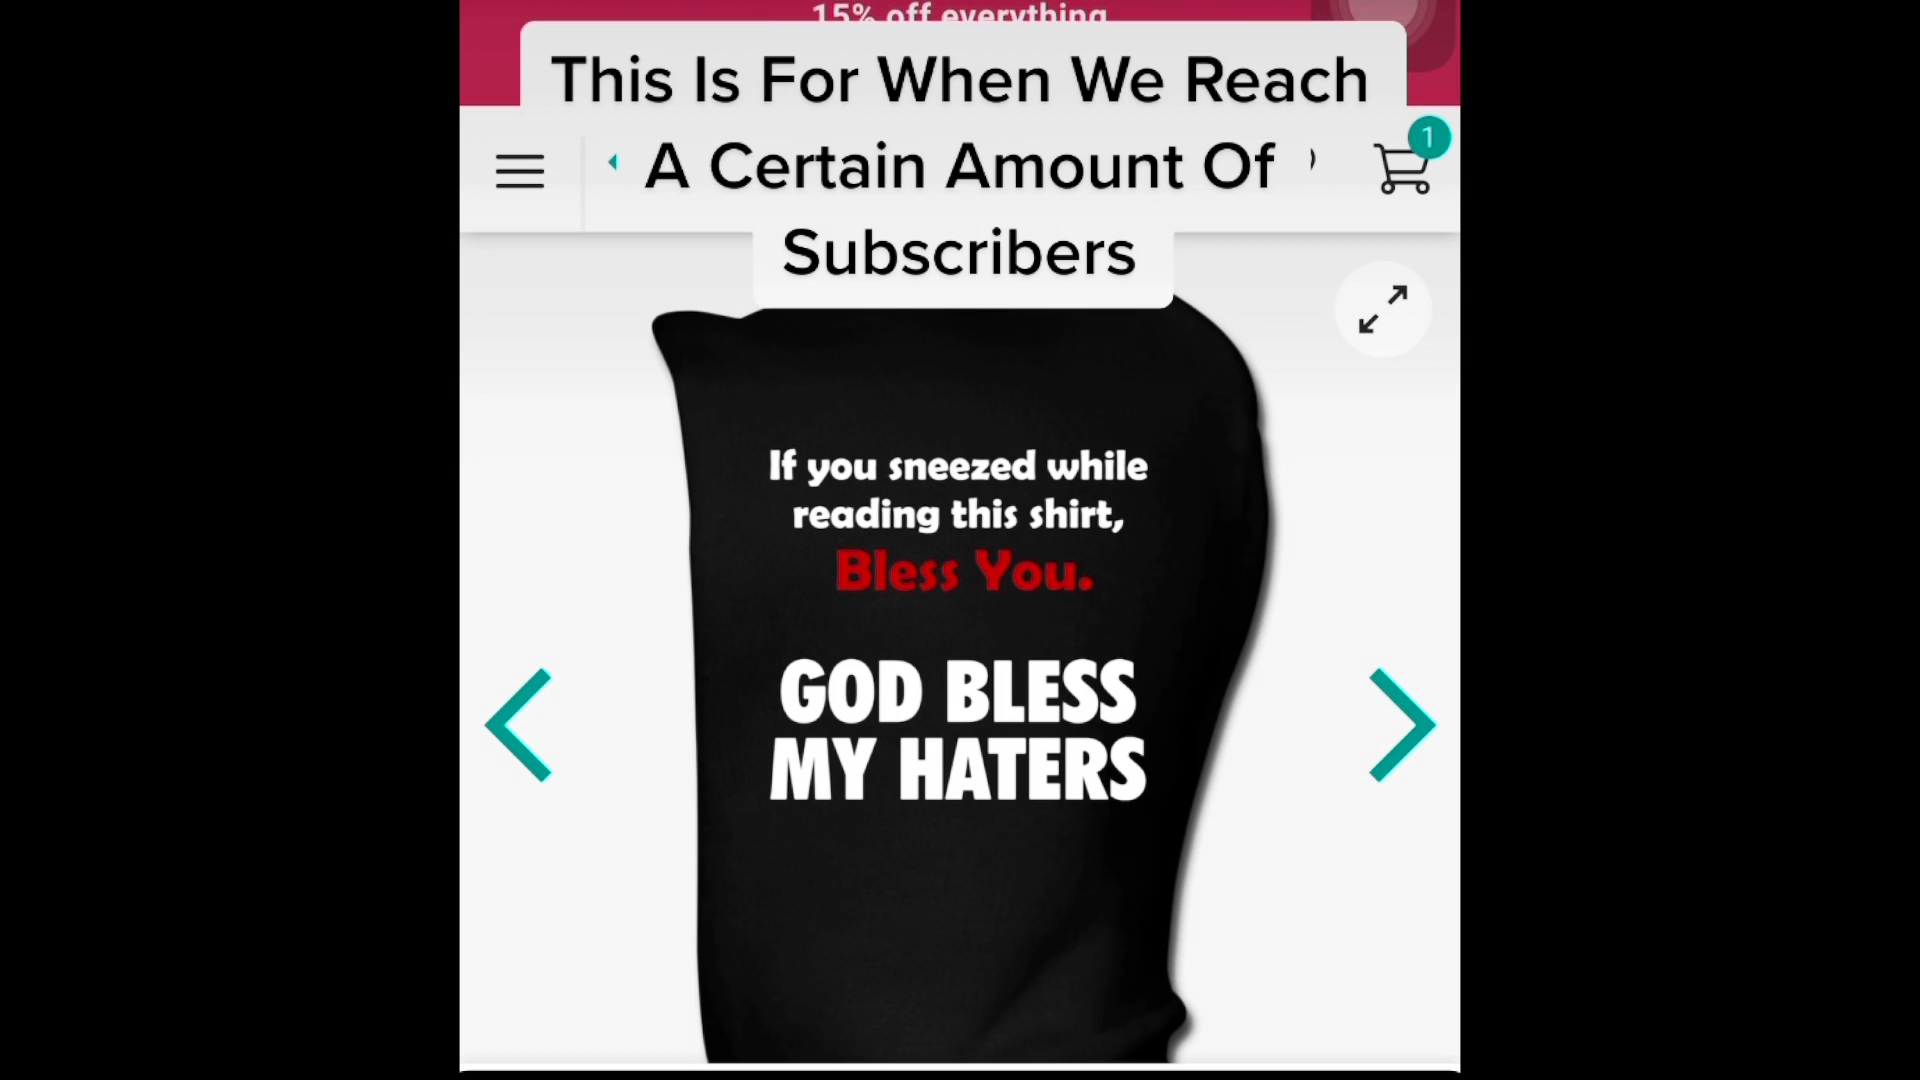 15% off everything
This Is For When We Reach
A Certain Amount Of
Subscribers
1
If you sneezed while
reading this shirt,
Bless You.
GOD BLESS
MY HATERS